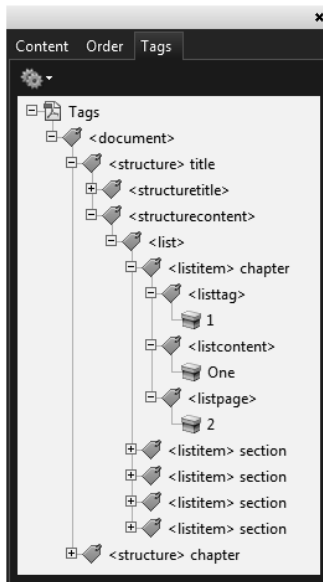 Content Order Tags
Tags
<document>
<structure> title
<structuretitle>
<structurecontent>
<list>
<listitem> chapter
<listtag>
1
<listcontent>
One
<listpage>
2
<listitem> section
<listitem> section
<listitem> section
<listitem> section
<structure> chapter